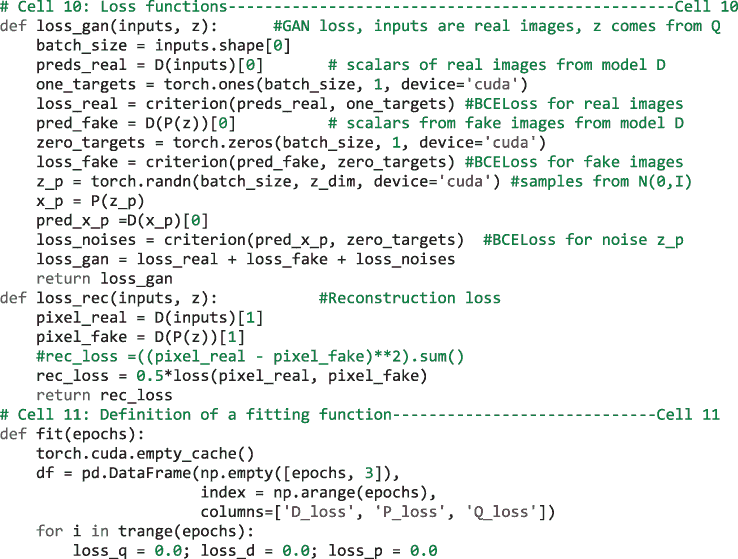 # Cell 10: Loss functions------------------------------------------------Cell 10
def loss_gan(inputs, z):      #GAN loss, inputs are real images, z comes from Q
    batch_size = inputs.shape[0]
    preds_real = D(inputs)[0]       # scalars of real images from model D
    one_targets = torch.ones(batch_size, 1, device='cuda')
    loss_real = criterion(preds_real, one_targets) #BCELoss for real images
    pred_fake = D(P(z))[0]          # scalars from fake images from model D
    zero_targets = torch.zeros(batch_size, 1, device='cuda')
    loss_fake = criterion(pred_fake, zero_targets) #BCELoss for fake images
    z_p = torch.randn(batch_size, z_dim, device='cuda') #samples from N(0,I)
    x_p = P(z_p)
    pred_x_p =D(x_p)[0]
    loss_noises = criterion(pred_x_p, zero_targets)  #BCELoss for noise z_p
    loss_gan = loss_real + loss_fake + loss_noises
    return loss_gan
def loss_rec(inputs, z):           #Reconstruction loss
    pixel_real = D(inputs)[1]
    pixel_fake = D(P(z))[1]
    #rec_loss =((pixel_real - pixel_fake)**2).sum()
    rec_loss = 0.5*loss(pixel_real, pixel_fake)
    return rec_loss
# Cell 11: Definition of a fitting function-----------------------------Cell 11
def fit(epochs):
    torch.cuda.empty_cache()
    df = pd.DataFrame(np.empty([epochs, 3]),
                      index = np.arange(epochs),
                      columns=['D_loss', 'P_loss', 'Q_loss'])
    for i in trange(epochs):
        loss_q = 0.0; loss_d = 0.0; loss_p = 0.0